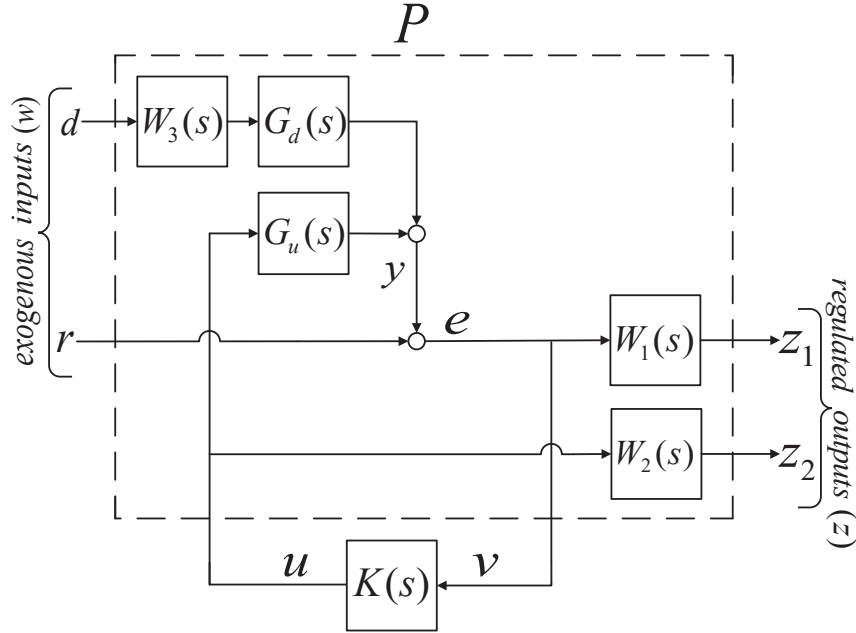 P
exogenous inputs (w)
d
W3(s)
Gd(s)
Gu(s)
y
r
e
W1(s)
z1
W2(s)
z2
regulated outputs (z)
u
K(s)
v